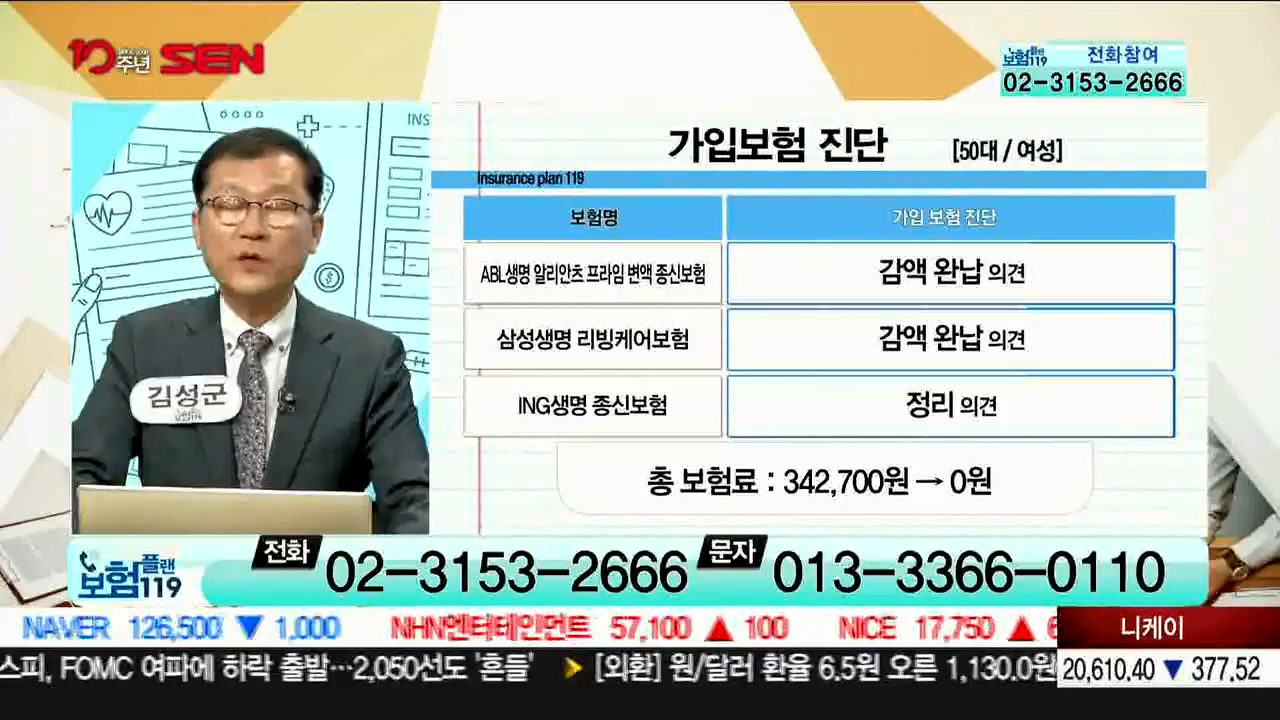 10주년 SEN
보험플랜119 전화참여
02-3153-2666
INS
가입보험 진단 [50대 / 여성]
Insurance plan 119
보험명 가입 보험 진단
ABL생명 알리안츠 프라임 변액 종신보험 감액 완납 의견
삼성생명 리빙케어보험 감액 완납 의견
ING생명 종신보험 정리 의견
총 보험료 : 342,700원 → 0원
김성군
보험플랜119 전화 02-3153-2666 문자 013-3366-0110
NAVER 126,500 ▼ 1,000 NHN엔터테인먼트 57,100 ▲ 100 NICE 17,750 ▲ 6 니케이
스피, FOMC 여파에 하락 출발…2,050선도 '흔들' [외환] 원/달러 환율 6.5원 오른 1,130.0원 20,610.40 ▼ 377.52